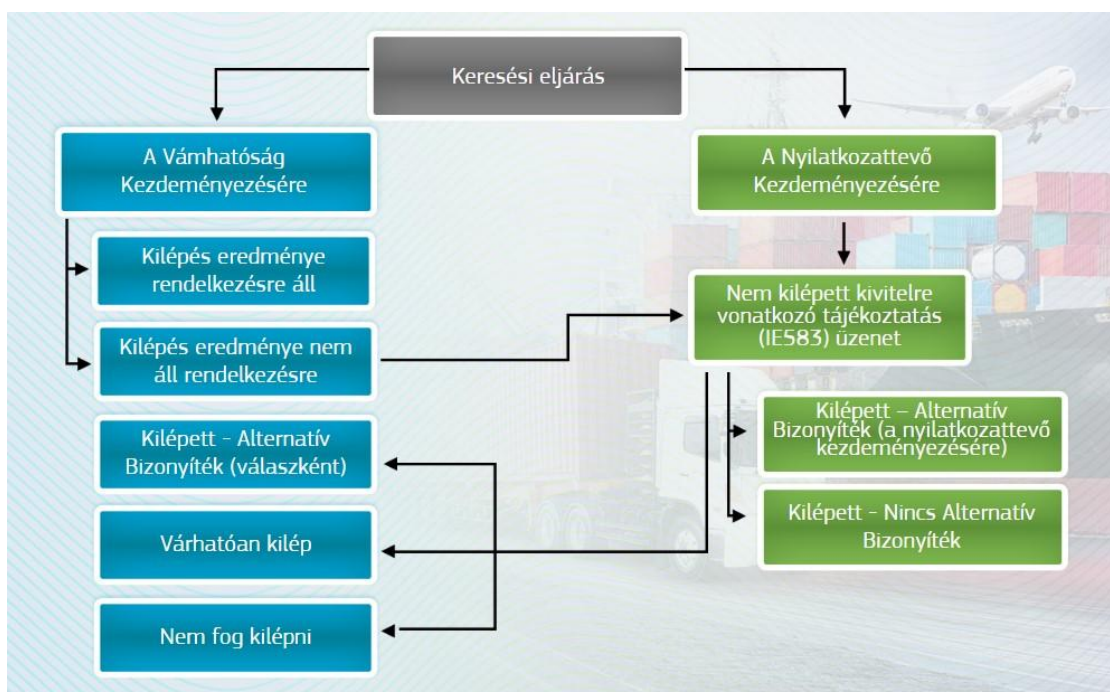 Keresési eljárás
A Vámhatóság
Kezdeményezésére
A Nyilatkozattevő
Kezdeményezésére
Kilépés eredménye
rendelkezésre áll
Kilépés eredménye nem
áll rendelkezésre
Kilépett - Alternatív
Bizonyíték (válaszként)
Várhatóan kilép
Nem fog kilépni
Nem kilépett kivitelre
vonatkozó tájékoztatás
(IE583) üzenet
Kilépett – Alternatív
Bizonyíték (a nyilatkozattevő
kezdeményezésére)
Kilépett - Nincs Alternatív
Bizonyíték